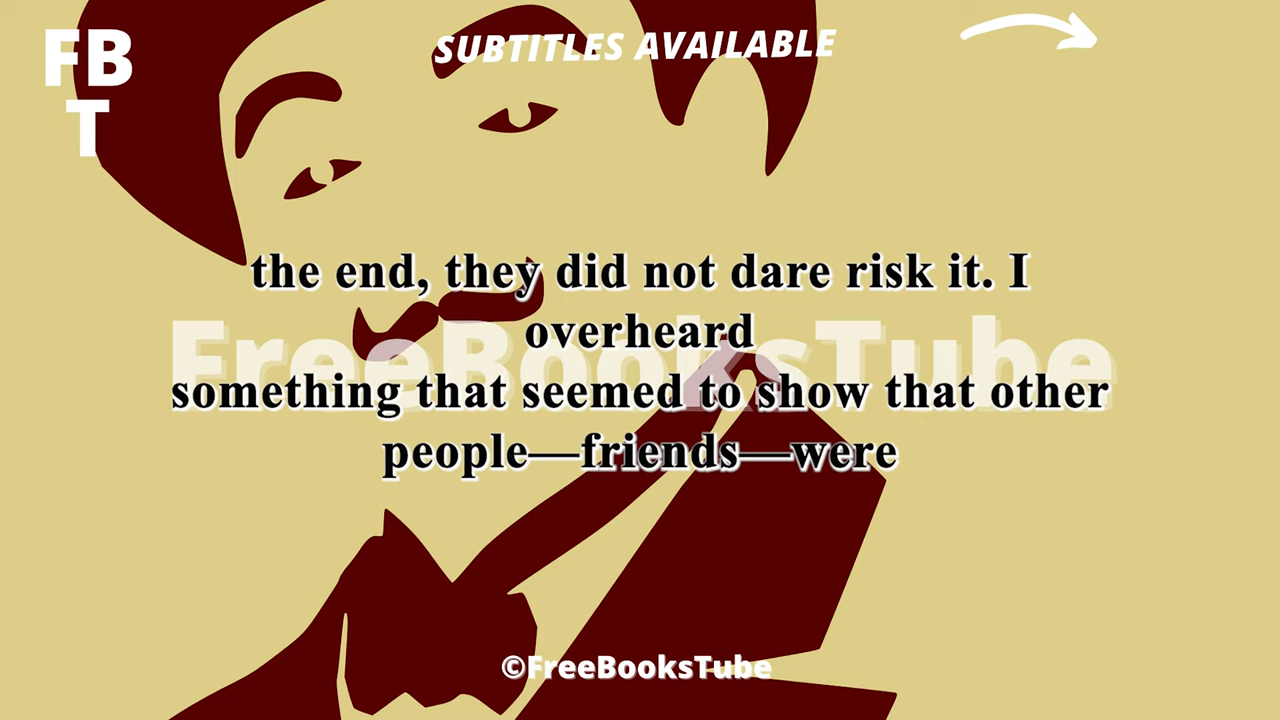 FB
T
SUBTITLES AVAILABLE
the end, they did not dare risk it. I
overheard
FreeBooksTube
something that seemed to show that other
people—friends—were
©FreeBooksTube